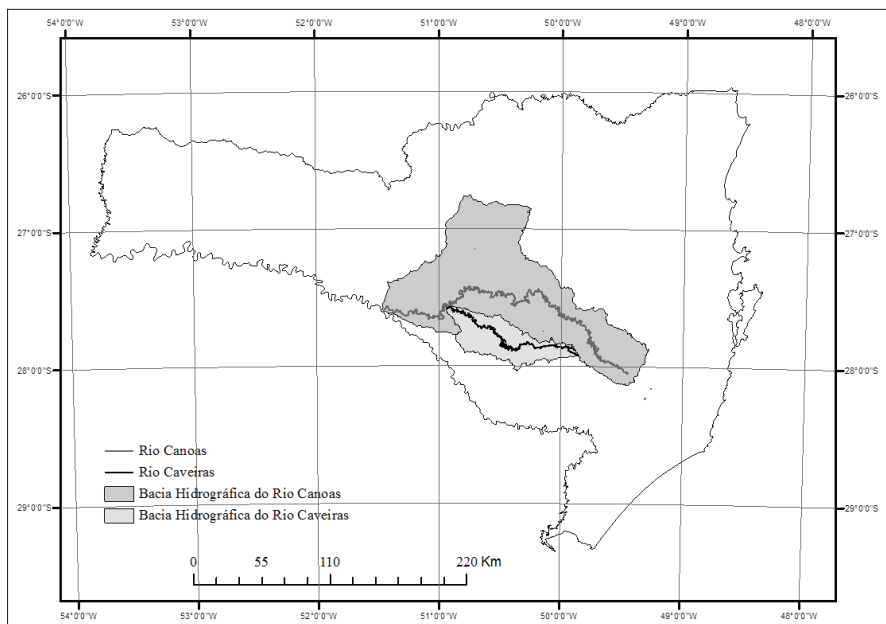 54°0'0"W 53°0'0"W 52°0'0"W 51°0'0"W 50°0'0"W 49°0'0"W 48°0'0"W
26°0'0"S 26°0'0"S
27°0'0"S 27°0'0"S
28°0'0"S 28°0'0"S
Rio Canoas
Rio Caveiras
Bacia Hidrográfica do Rio Canoas
Bacia Hidrográfica do Rio Caveiras
29°0'0"S 29°0'0"S
0 55 110 220 Km
54°0'0"W 53°0'0"W 52°0'0"W 51°0'0"W 50°0'0"W 49°0'0"W 48°0'0"W